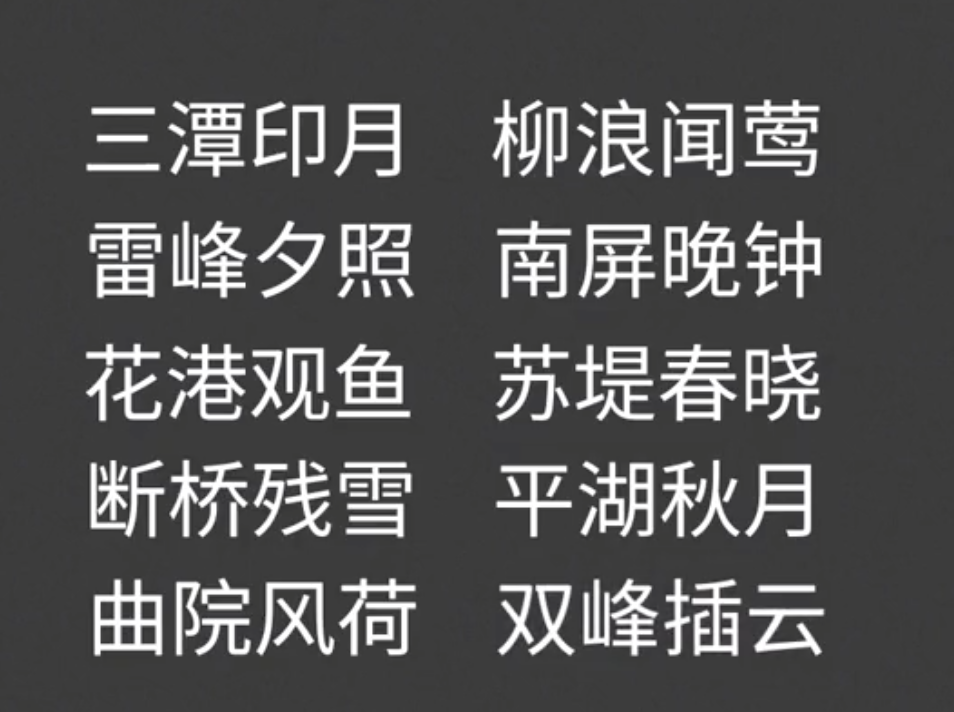 三潭印月 柳浪闻莺
雷峰夕照 南屏晚钟
花港观鱼 苏堤春晓
断桥残雪 平湖秋月
曲院风荷 双峰插云